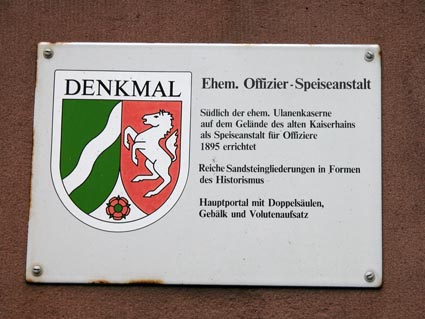 DENKMAL
Ehem. Offizier-Speiseanstalt
Südlich der ehem. Ulanenkaserne
auf dem Gelände des alten Kaiserhains
als Speiseanstalt für Offiziere
1895 errichtet
Reiche Sandsteingliederungen in Formen
des Historismus
Hauptportal mit Doppelsäulen,
Gebälk und Volutenaufsatz